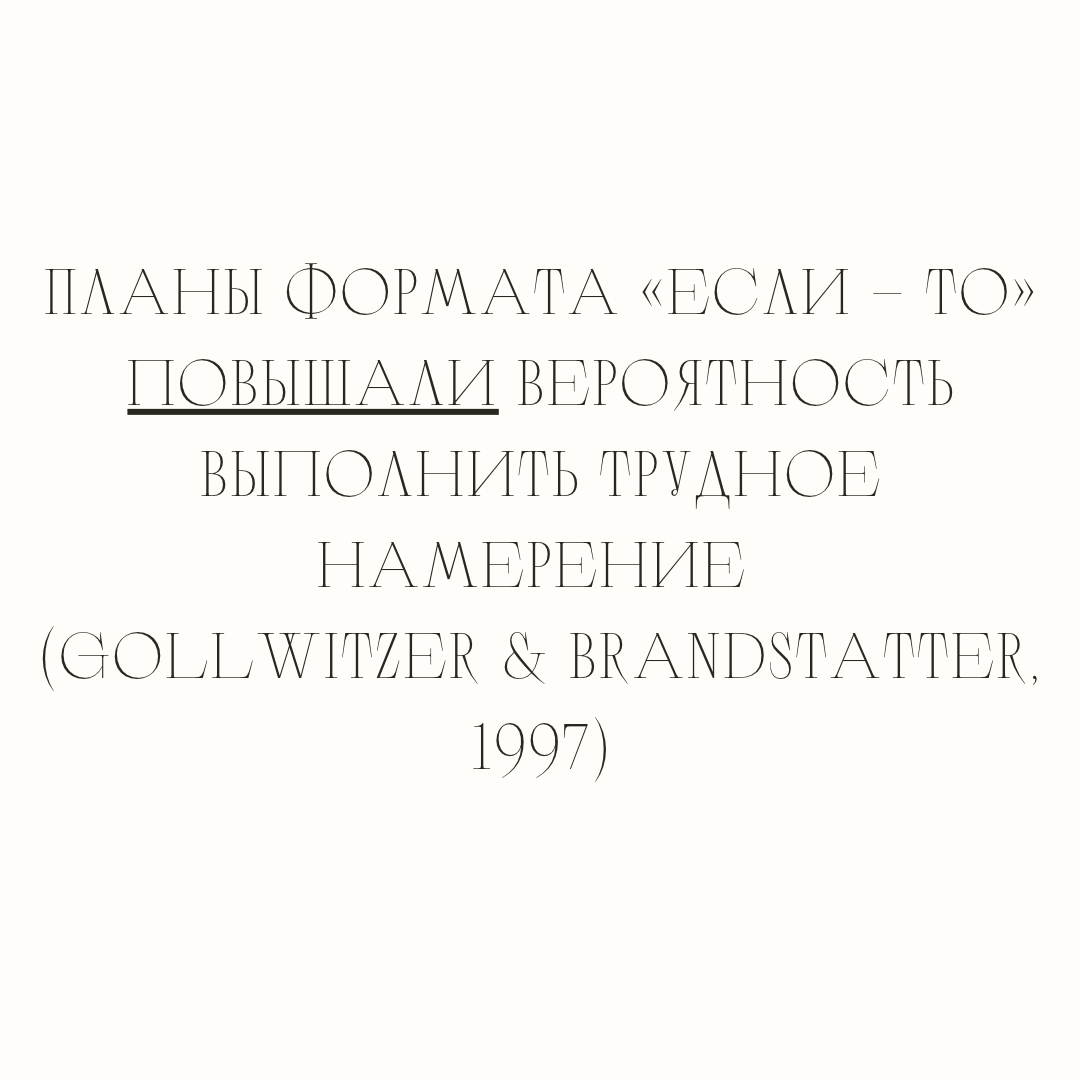 ПЛАНЫ ФОРМАТА «ЕСЛИ – ТО»
ПОВЫШАЛИ ВЕРОЯТНОСТЬ
ВЫПОЛНИТЬ ТРУДНОЕ
НАМЕРЕНИЕ
(GOLLWITZER & BRANDSTATTER,
1997)